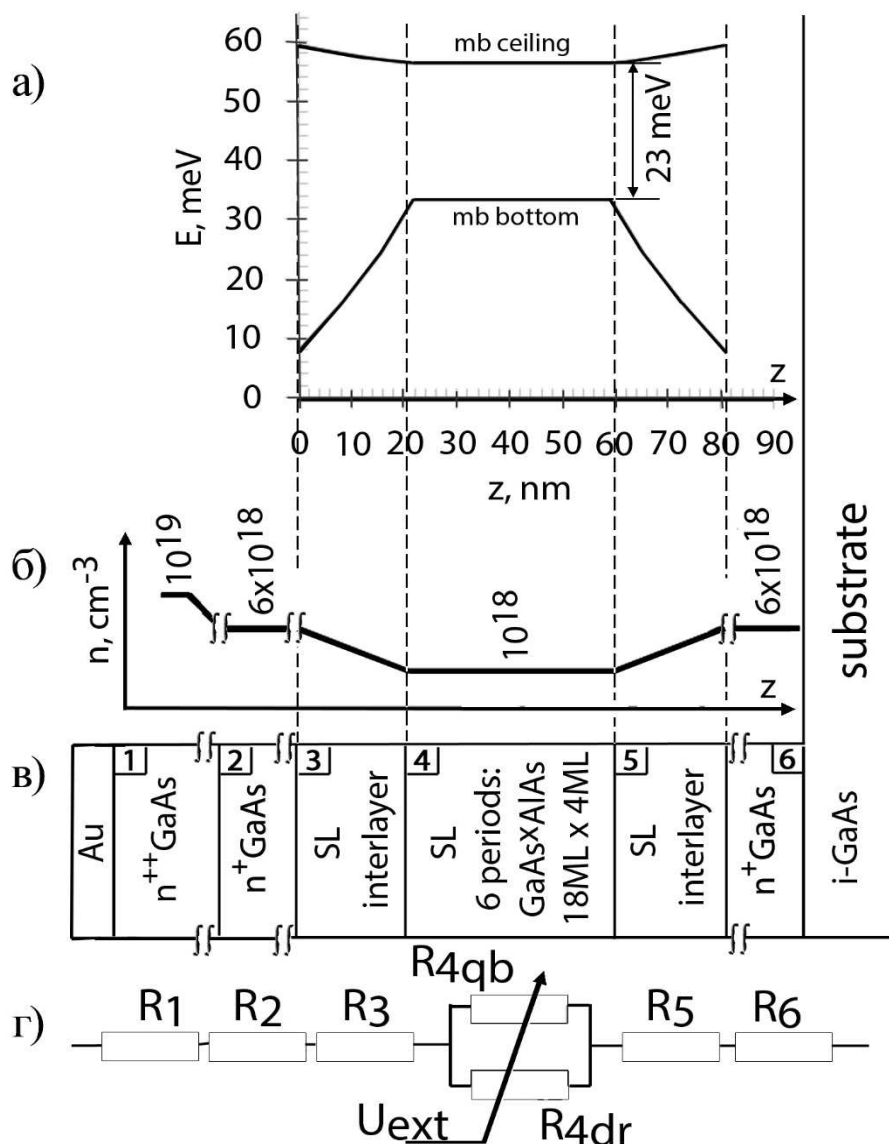 а)
60
50
40
30
20
10
0
E, meV
mb ceiling
23 meV
mb bottom
z
0 10 20 30 40 50 60 70 80 90
z, nm
б)
n, cm-3
10^19
6x10^18
10^18
6x10^18
z
substrate
в)
Au
1
n++GaAs
2
n+GaAs
3
SL
interlayer
4
SL
6 periods:
GaAsxAlAs
18ML x 4ML
5
SL
interlayer
6
n+GaAs
i-GaAs
г)
R1
R2
R3
R4qb
R5
R6
Uext
R4dr